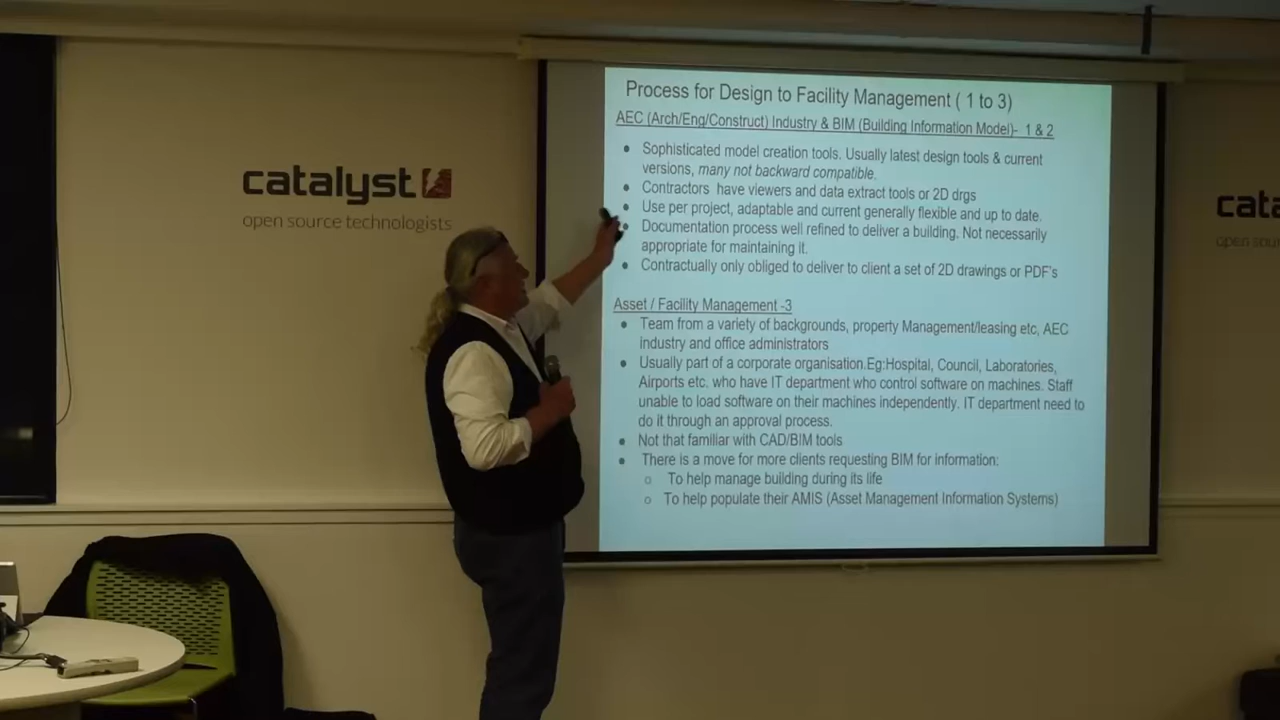 catalyst
open source technologists
Process for Design to Facility Management ( 1 to 3)
AEC (Arch/Eng/Construct) Industry & BIM (Building Information Model)- 1 & 2
Sophisticated model creation tools. Usually latest design tools & current
versions, many not backward compatible.
Contractors have viewers and data extract tools or 2D drgs
Use per project, adaptable and current generally flexible and up to date.
Documentation process well refined to deliver a building. Not necessarily
appropriate for maintaining it.
Contractually only obliged to deliver to client a set of 2D drawings or PDF's
Asset / Facility Management -3
Team from a variety of backgrounds, property Management/leasing etc, AEC
industry and office administrators
Usually part of a corporate organisation.Eg:Hospital, Council, Laboratories,
Airports etc. who have IT department who control software on machines. Staff
unable to load software on their machines independently. IT department need to
do it through an approval process.
Not that familiar with CAD/BIM tools
There is a move for more clients requesting BIM for information:
To help manage building during its life
To help populate their AMIS (Asset Management Information Systems)
cat
open sou